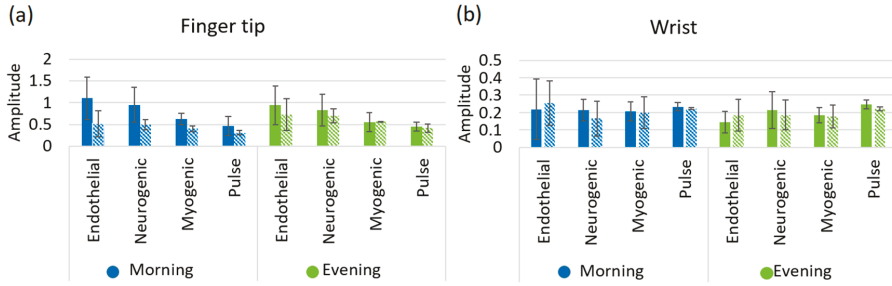 (a)
Finger tip
Amplitude
2
1.5
1
0.5
0
Endothelial
Neurogenic
Myogenic
Pulse
Endothelial
Neurogenic
Myogenic
Pulse
Morning
Evening
(b)
Wrist
Amplitude
0.5
0.4
0.3
0.2
0.1
0
Endothelial
Neurogenic
Myogenic
Pulse
Endothelial
Neurogenic
Myogenic
Pulse
Morning
Evening